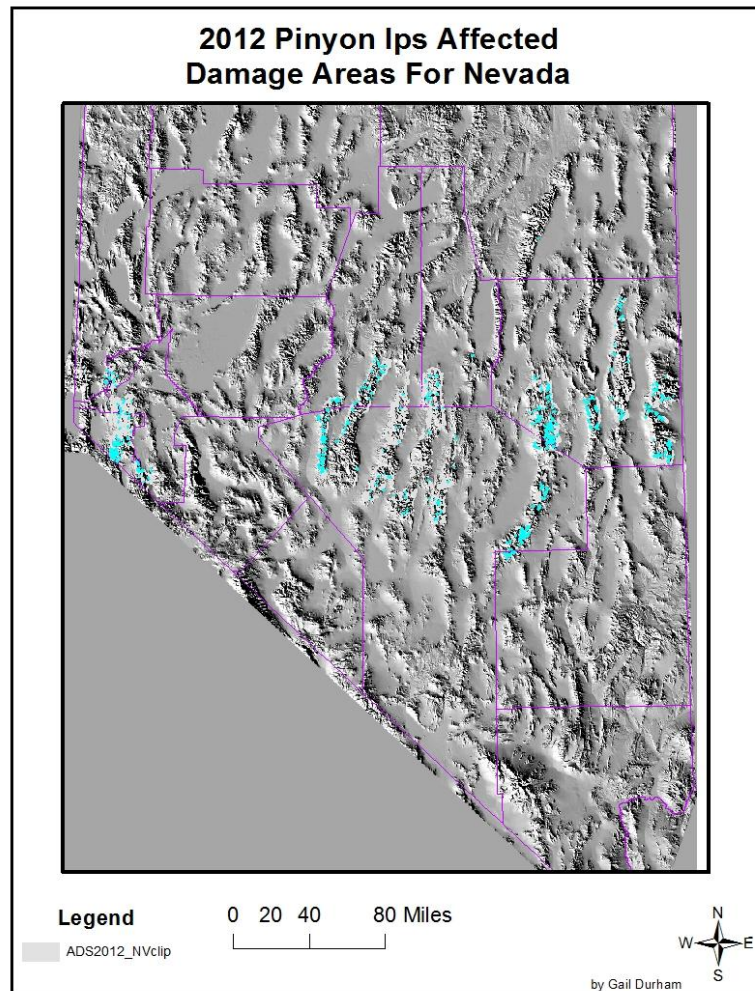 2012 Pinyon Ips Affected
Damage Areas For Nevada
Legend
0 20 40 80 Miles
ADS2012_NVclip
N
W E
S
by Gail Durham